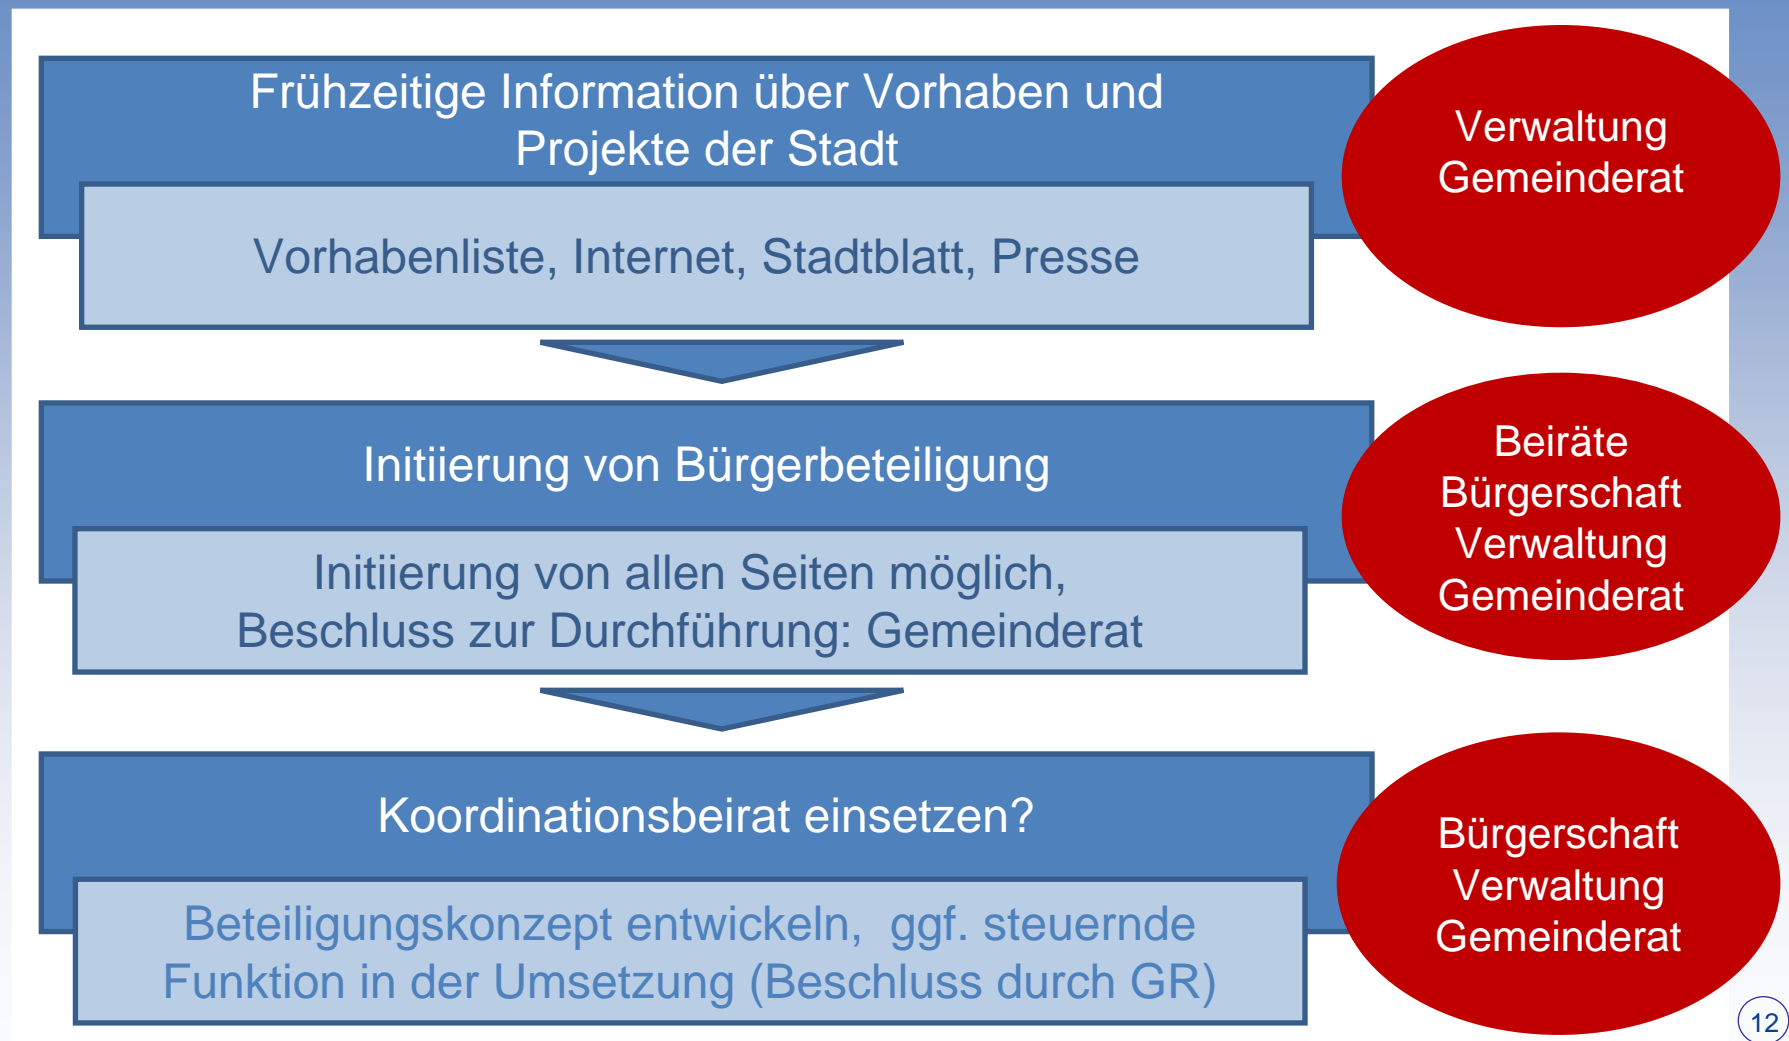 Frühzeitige Information über Vorhaben und
Projekte der Stadt
Vorhabenliste, Internet, Stadtblatt, Presse
Verwaltung
Gemeinderat
Initiierung von Bürgerbeteiligung
Initiierung von allen Seiten möglich,
Beschluss zur Durchführung: Gemeinderat
Beiräte
Bürgerschaft
Verwaltung
Gemeinderat
Koordinationsbeirat einsetzen?
Beteiligungskonzept entwickeln, ggf. steuernde
Funktion in der Umsetzung (Beschluss durch GR)
Bürgerschaft
Verwaltung
Gemeinderat
12